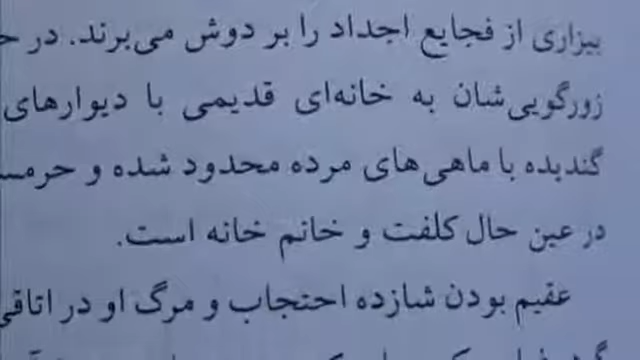 بیزاری از فجایع اجداد را بر دوش می‌برند. در
زورگویی‌شان به خانه‌ای قدیمی با دیوارهای
گندیده با ماهی‌های مرده محدود شده و
در عین حال کلفت و خانم خانه است.
عقیم بودن شازده احتجاب و مرگ او در اتاقی